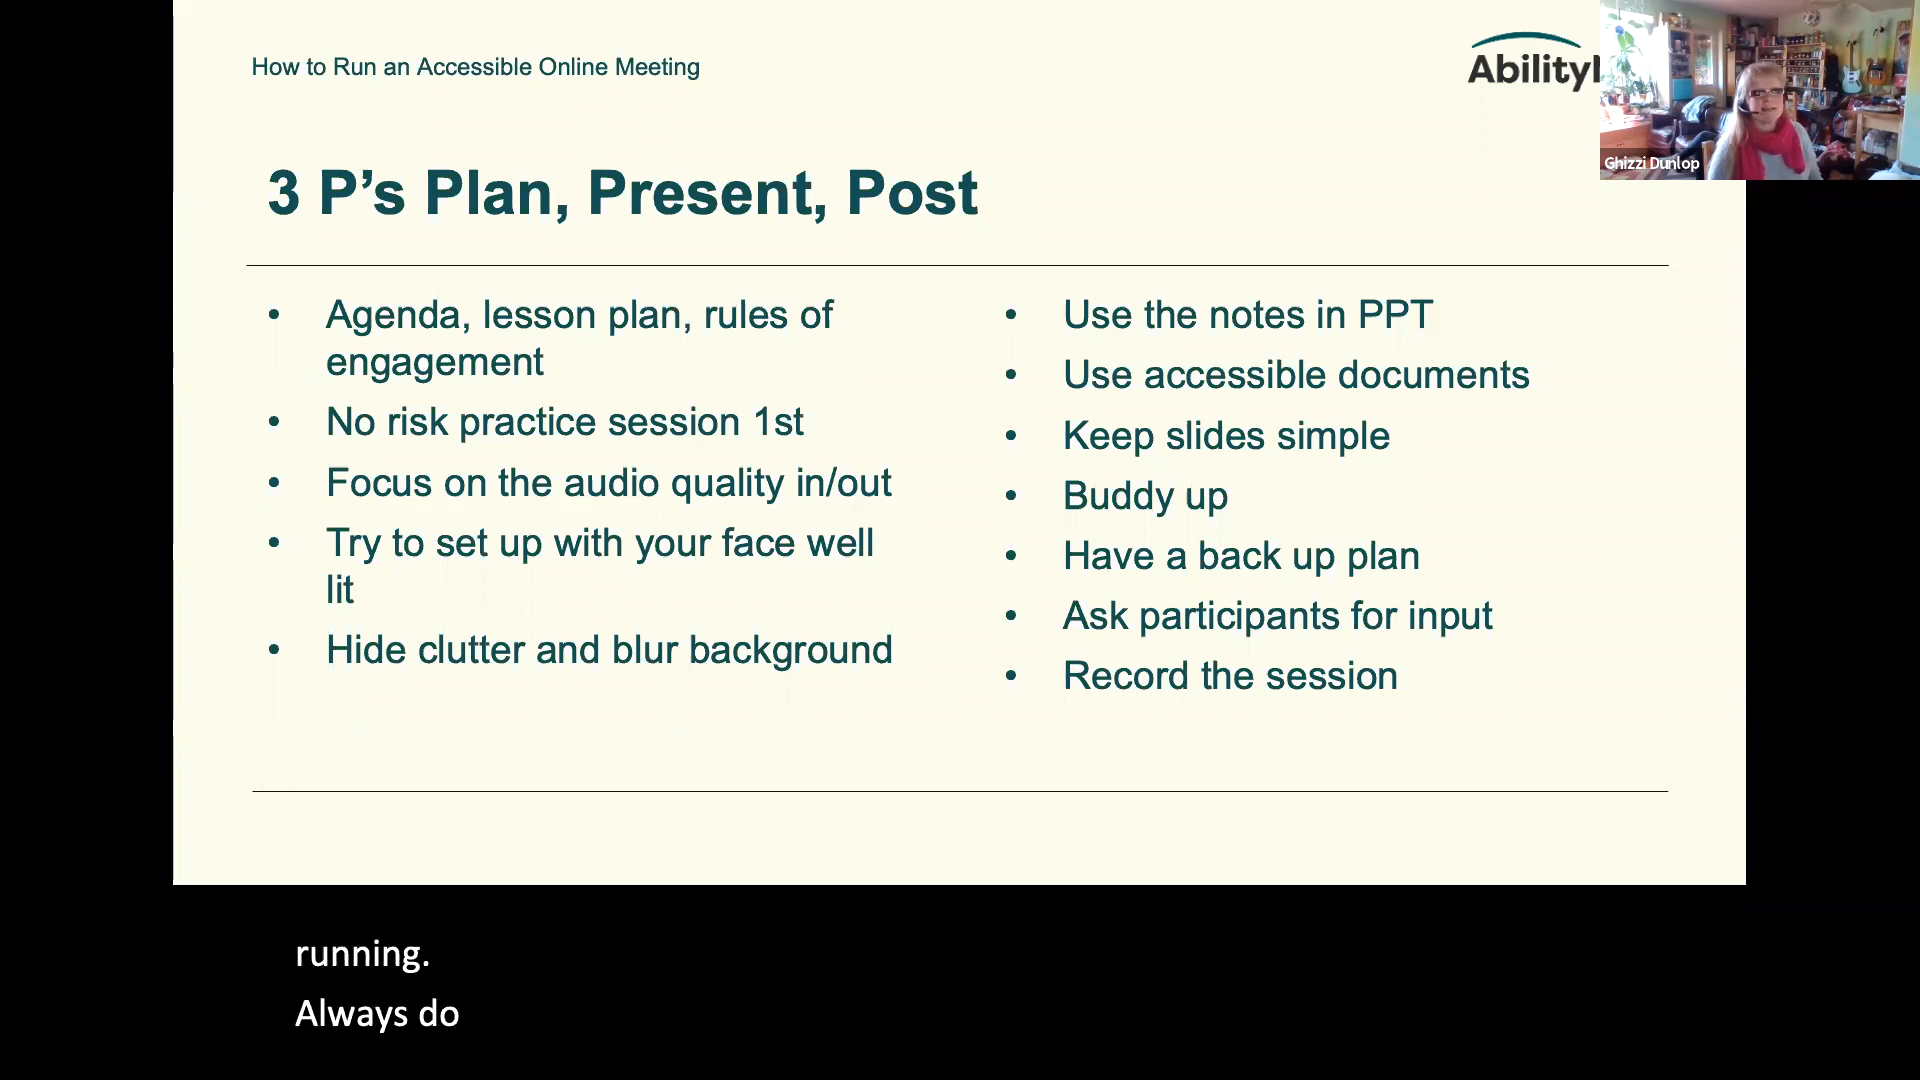 How to Run an Accessible Online Meeting
Ability
Ghizzi Dunlop
3 P’s Plan, Present, Post
• Agenda, lesson plan, rules of
engagement
• No risk practice session 1st
• Focus on the audio quality in/out
• Try to set up with your face well
lit
• Hide clutter and blur background
• Use the notes in PPT
• Use accessible documents
• Keep slides simple
• Buddy up
• Have a back up plan
• Ask participants for input
• Record the session
running.
Always do